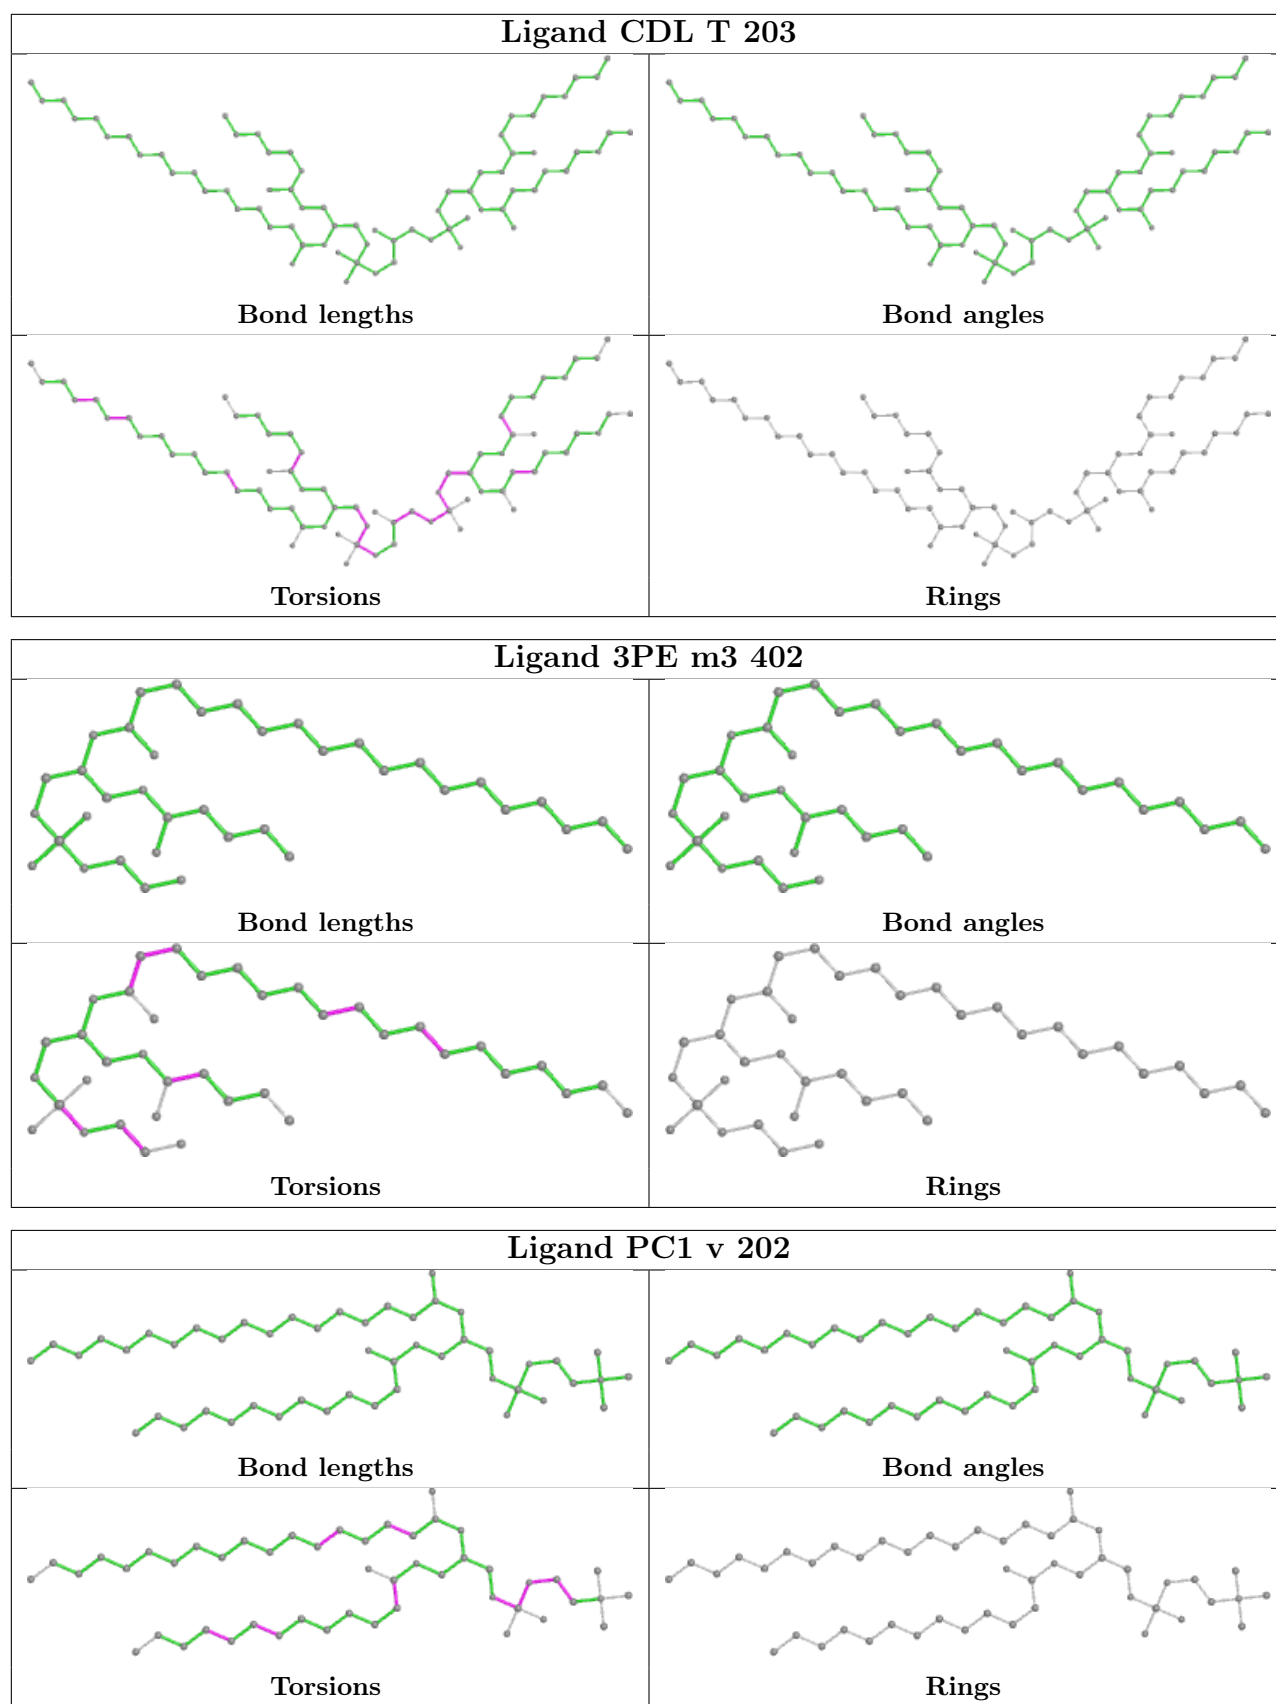 Ligand CDL T 203
Bond lengths
Bond angles
Torsions
Rings
Ligand 3PE m3 402
Bond lengths
Bond angles
Torsions
Rings
Ligand PC1 v 202
Bond lengths
Bond angles
Torsions
Rings